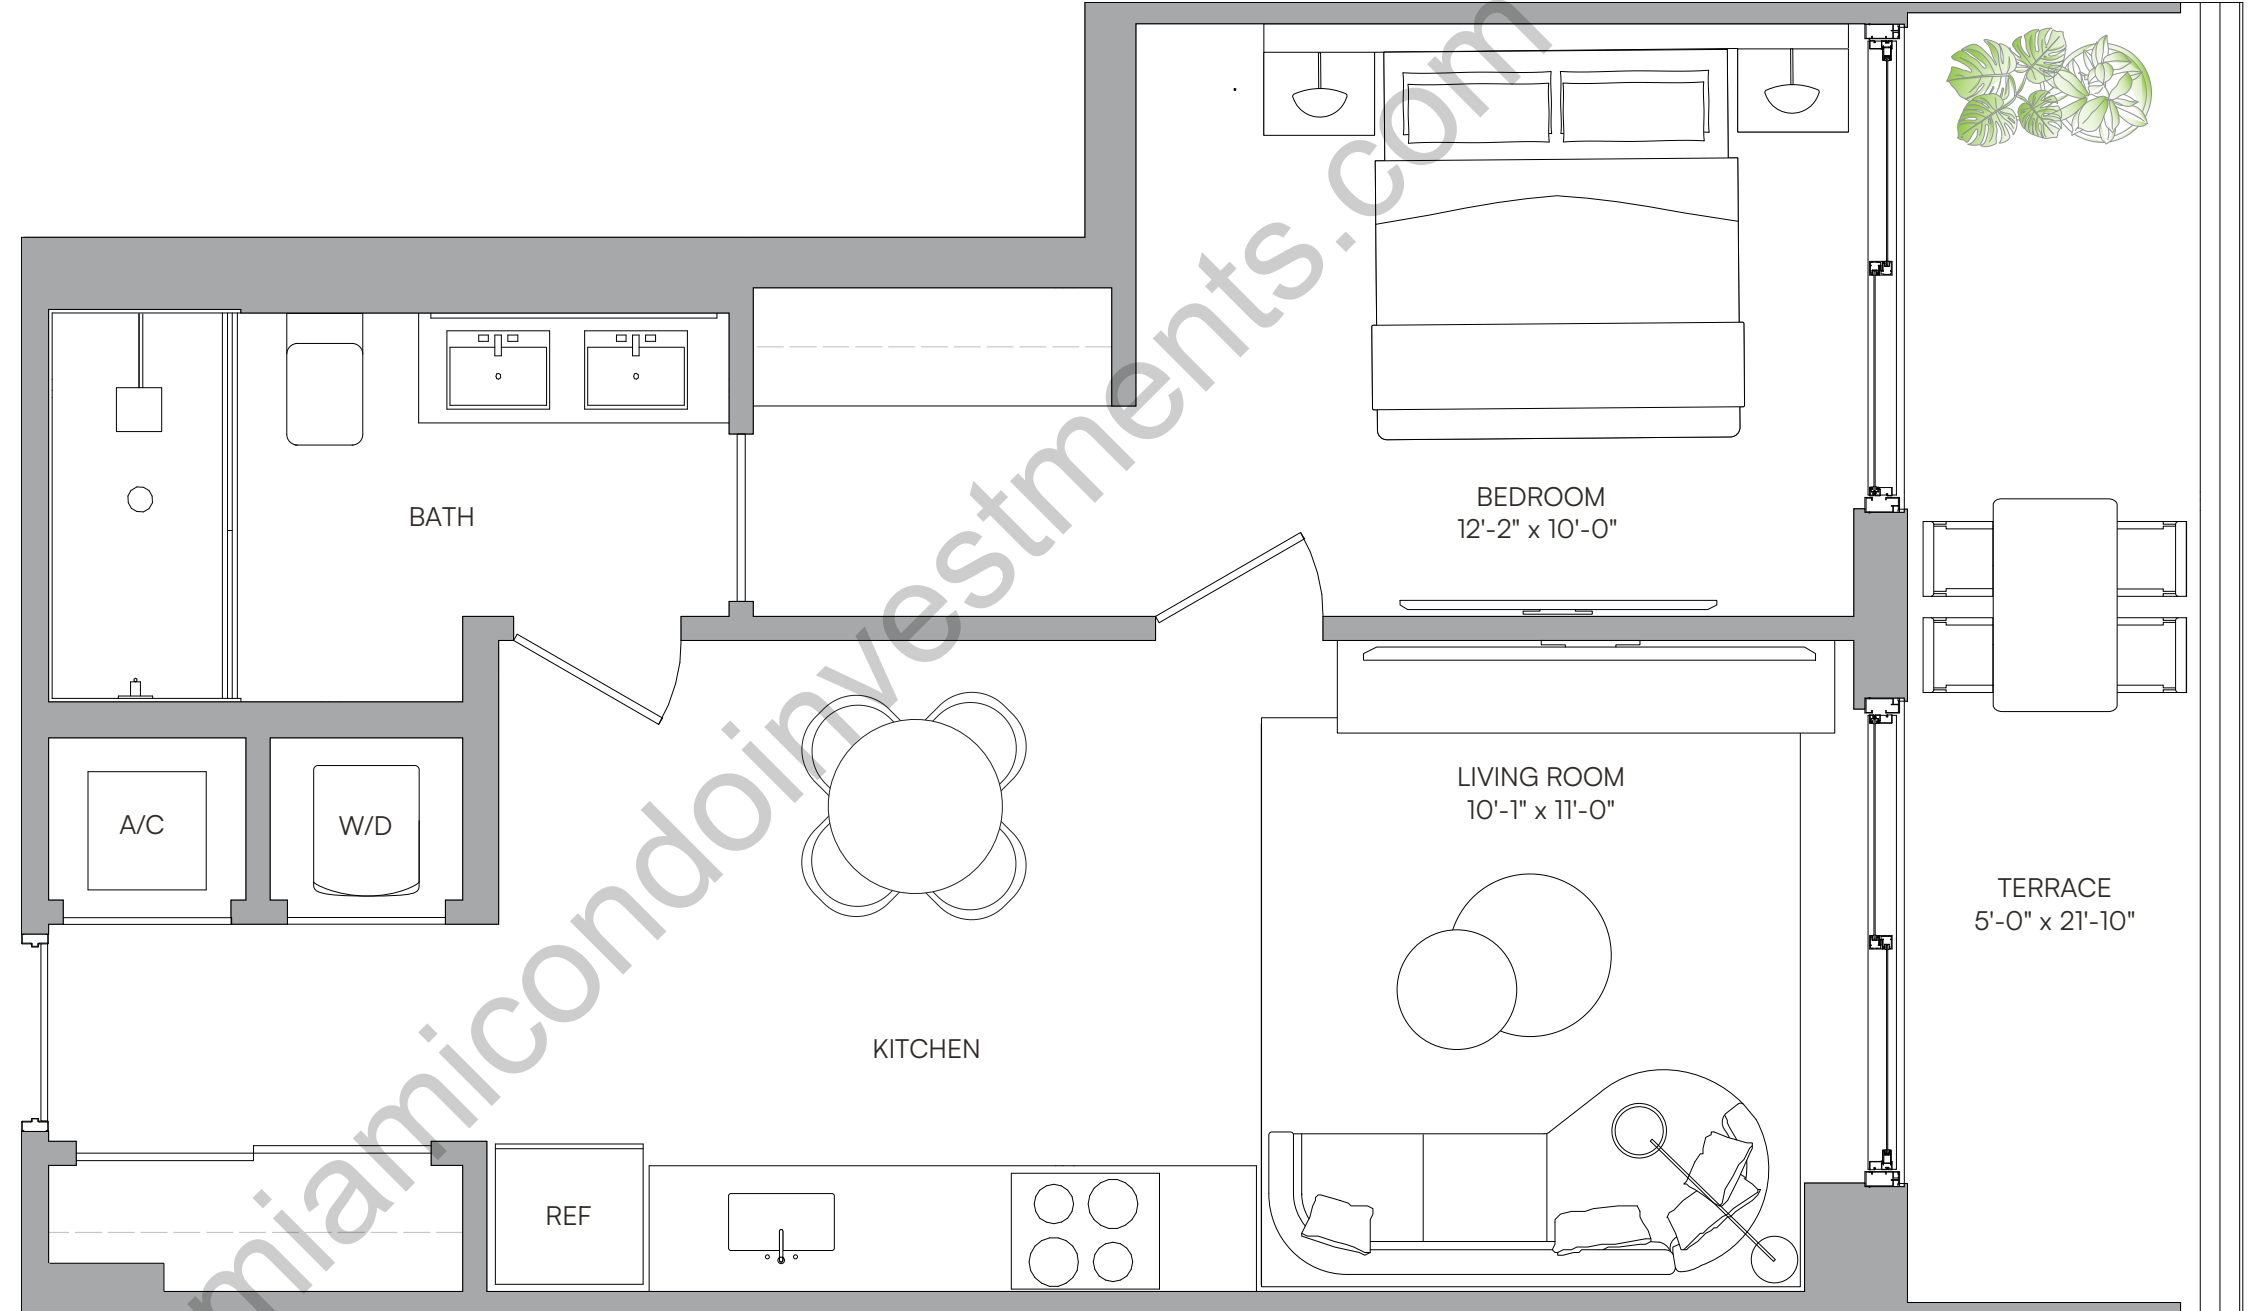 BEDROOM
12'-2" x 10'-0"
BATH
LIVING ROOM
10'-1" x 11'-0"
A/C
W/D
TERRACE
5'-0" x 21'-10"
KITCHEN
REF
miamicondoinvestments.com